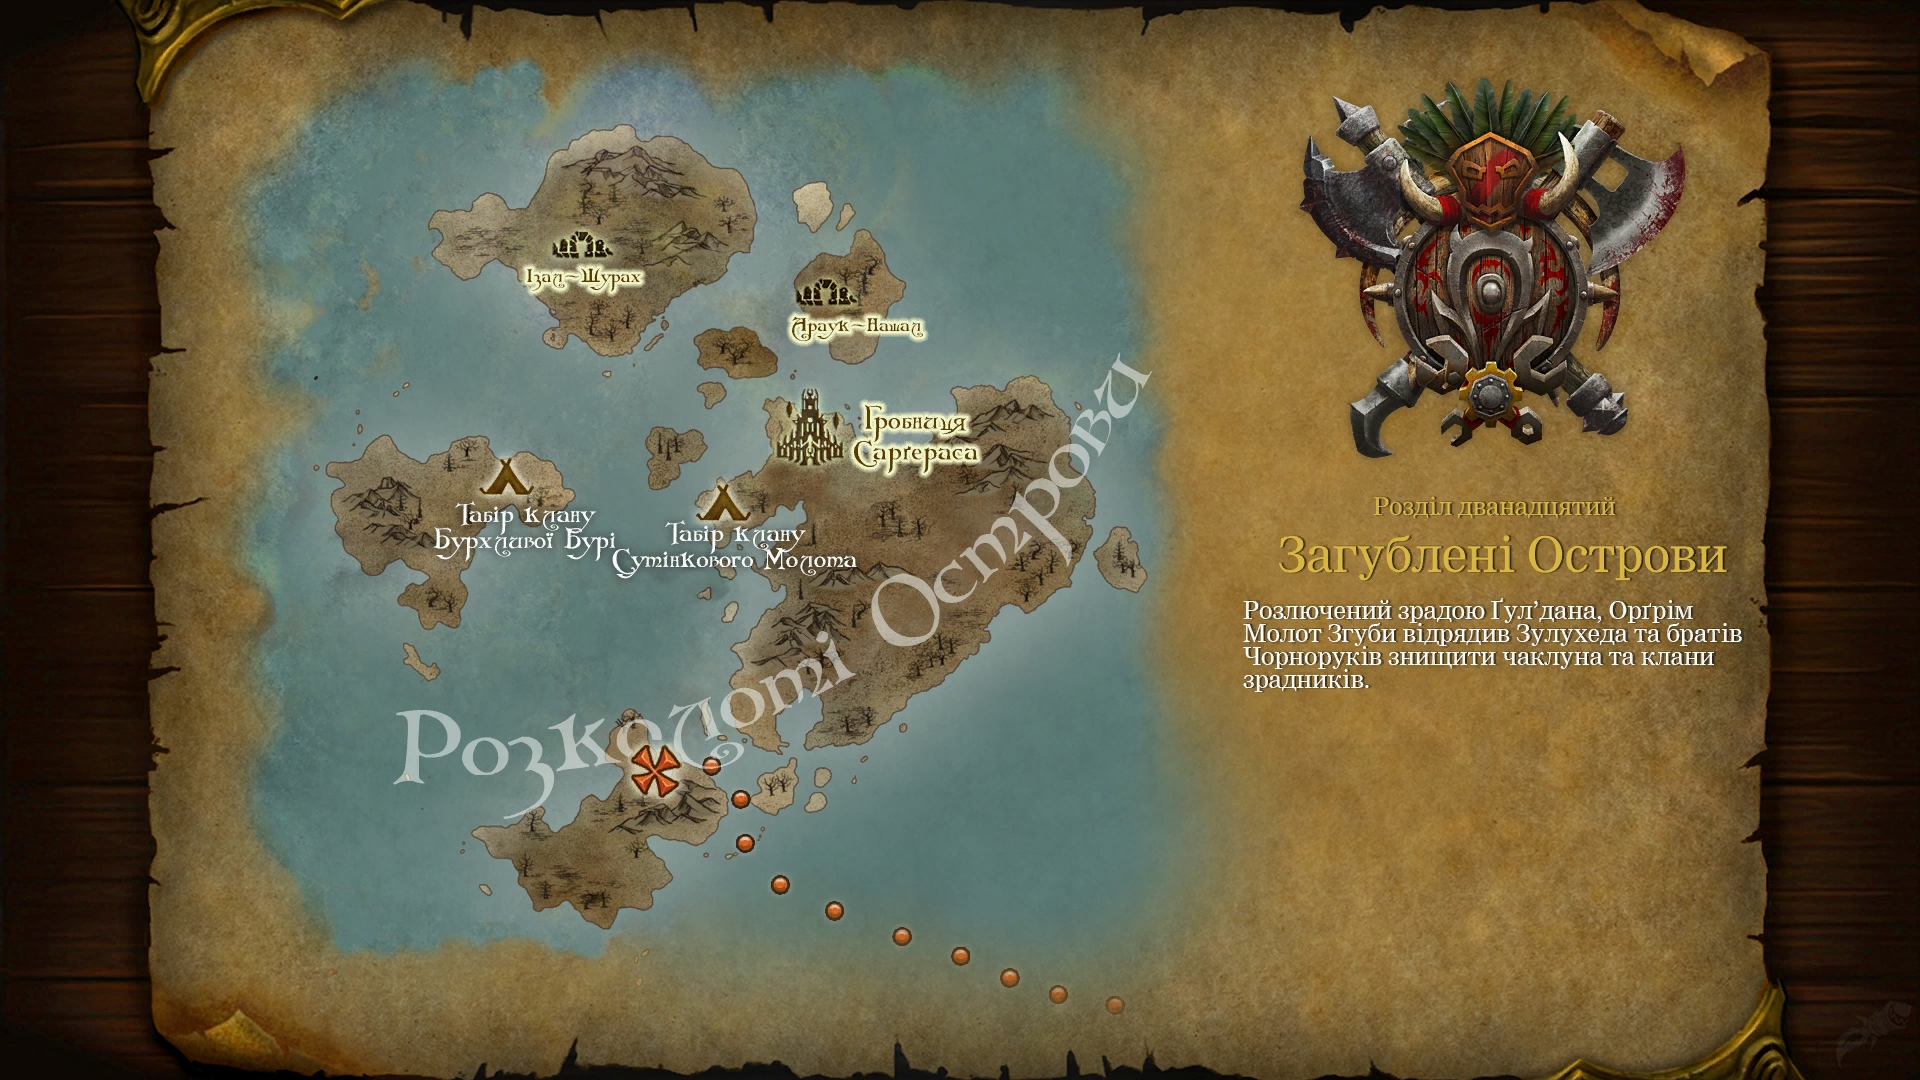 Ізал-Шурах
Араук-Нашал
Гробниця
Сарґераса
Табір клану
Бурхливої Бурі
Табір клану
Сутінкового Молота
Розколоті Острови
Розділ дванадцятий
Загублені Острови
Розлючений зрадою Ґул’дана, Орґрім
Молот Згуби відрядив Зулухеда та братів
Чорноруків знищити чаклуна та клани
зрадників.